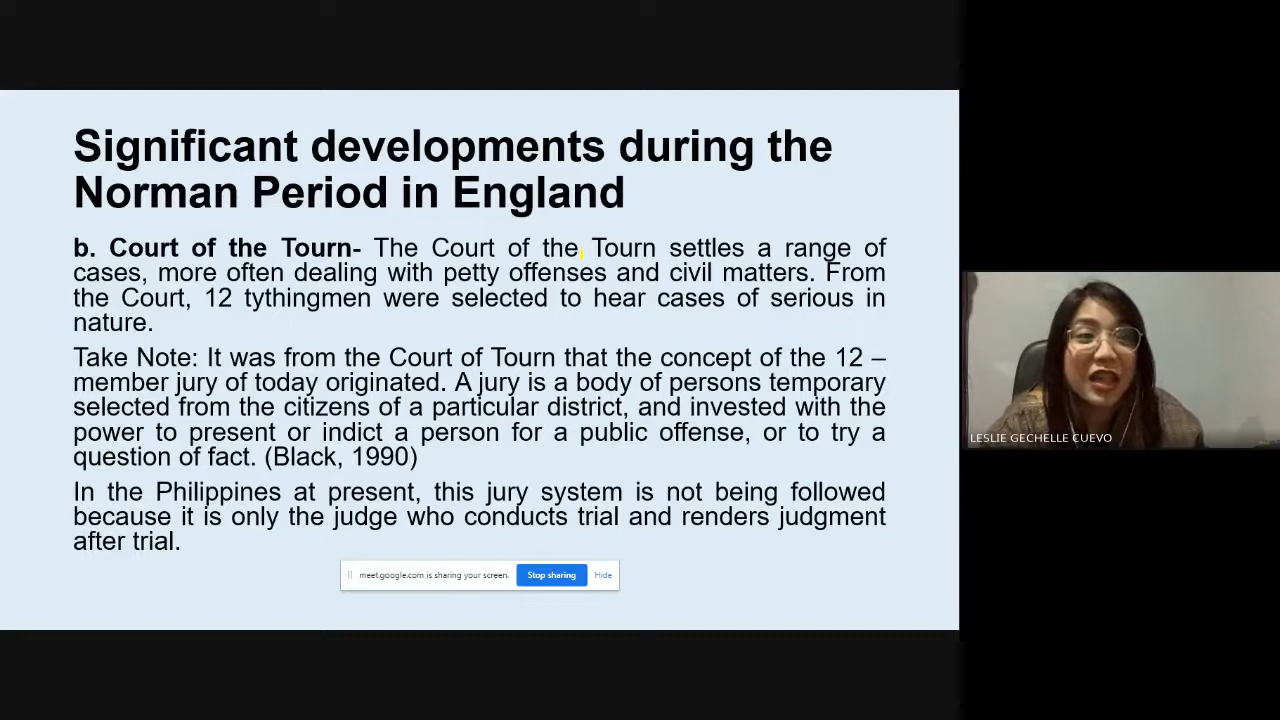 Significant developments during the
Norman Period in England
b. Court of the Tourn- The Court of the Tourn settles a range of
cases, more often dealing with petty offenses and civil matters. From
the Court, 12 tythingmen were selected to hear cases of serious in
nature.
Take Note: It was from the Court of Tourn that the concept of the 12 –
member jury of today originated. A jury is a body of persons temporary
selected from the citizens of a particular district, and invested with the
power to present or indict a person for a public offense, or to try a
question of fact. (Black, 1990)
In the Philippines at present, this jury system is not being followed
because it is only the judge who conducts trial and renders judgment
after trial.
meet.google.com is sharing your screen. Stop sharing Hide
LESLIE GECHELLE CUEVO